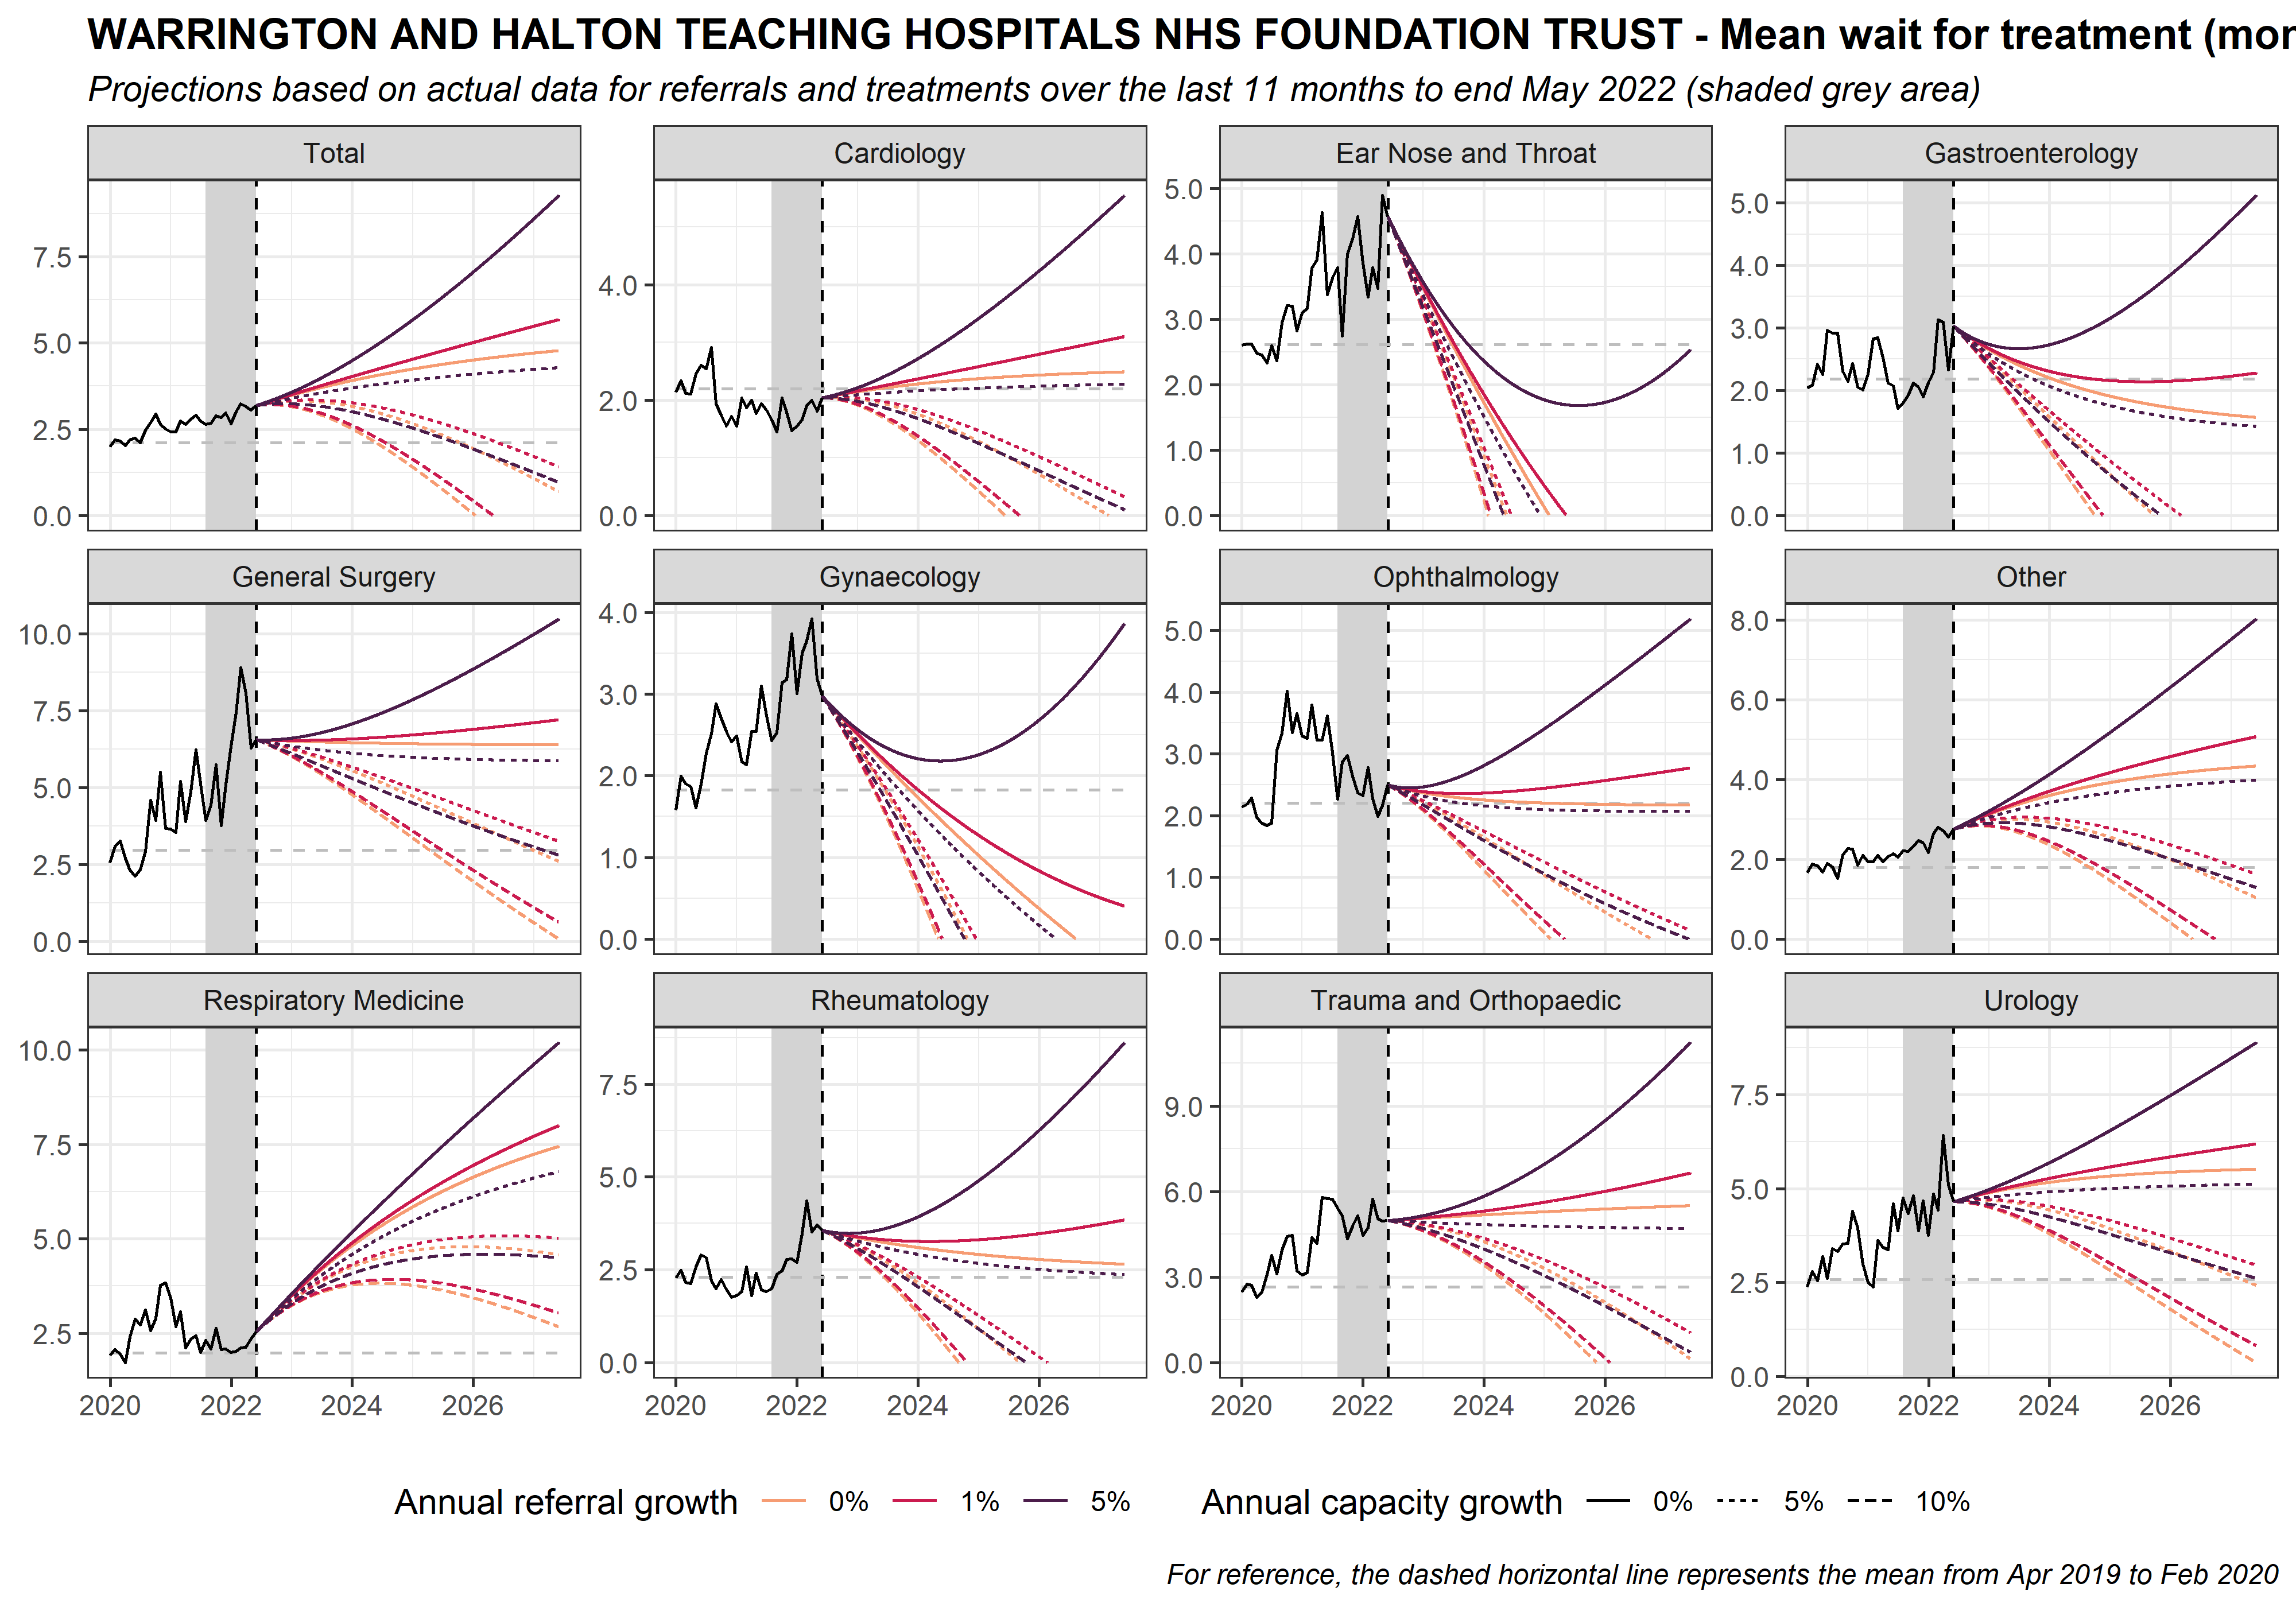 WARRINGTON AND HALTON TEACHING HOSPITALS NHS FOUNDATION TRUST - Mean wait for treatment (mon
Projections based on actual data for referrals and treatments over the last 11 months to end May 2022 (shaded grey area)
Total Cardiology Ear Nose and Throat Gastroenterology
7.5 5.0 2.5 0.0
4.0 2.0 0.0
5.0 4.0 3.0 2.0 1.0 0.0
5.0 4.0 3.0 2.0 1.0 0.0
General Surgery Gynaecology Ophthalmology Other
10.0 7.5 5.0 2.5 0.0
4.0 3.0 2.0 1.0 0.0
5.0 4.0 3.0 2.0 1.0 0.0
8.0 6.0 4.0 2.0 0.0
Respiratory Medicine Rheumatology Trauma and Orthopaedic Urology
10.0 7.5 5.0 2.5
7.5 5.0 2.5 0.0
9.0 6.0 3.0 0.0
7.5 5.0 2.5 0.0
2020 2022 2024 2026 2020 2022 2024 2026 2020 2022 2024 2026 2020 2022 2024 2026
Annual referral growth 0% 1% 5% Annual capacity growth 0% 5% 10%
For reference, the dashed horizontal line represents the mean from Apr 2019 to Feb 2020